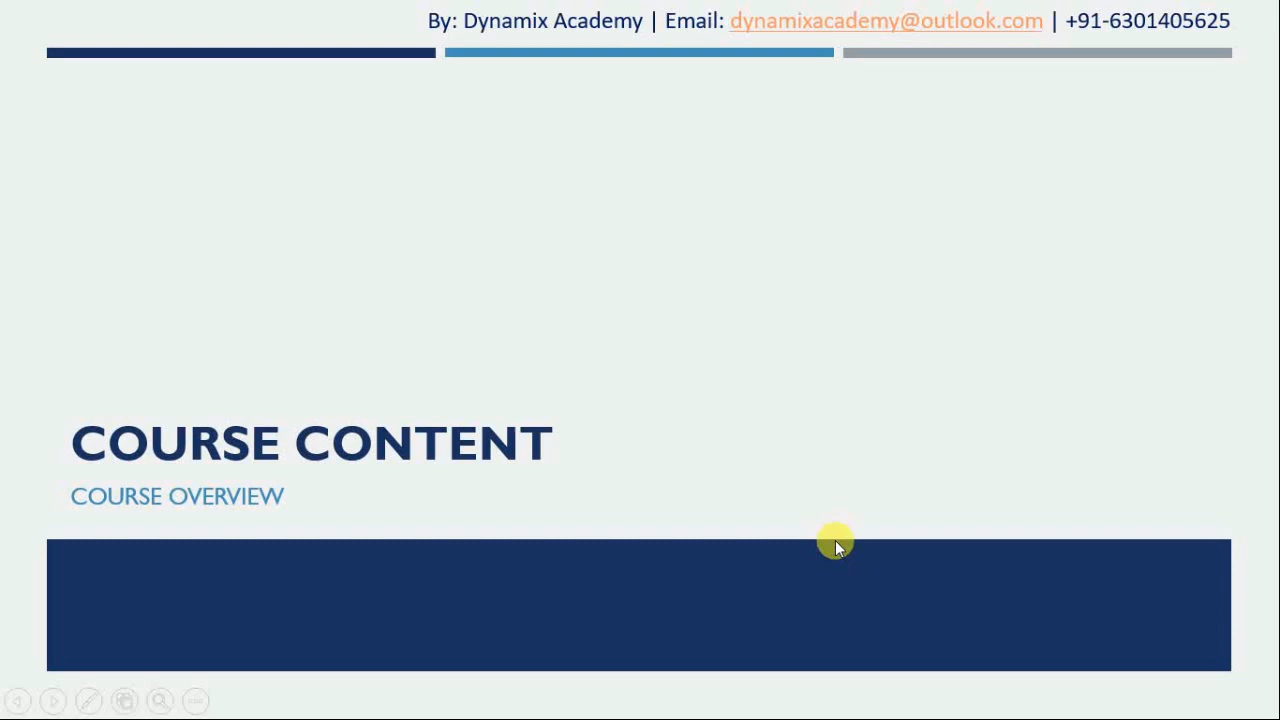 By: Dynamix Academy | Email: dynamixacademy@outlook.com | +91-6301405625
COURSE CONTENT
COURSE OVERVIEW